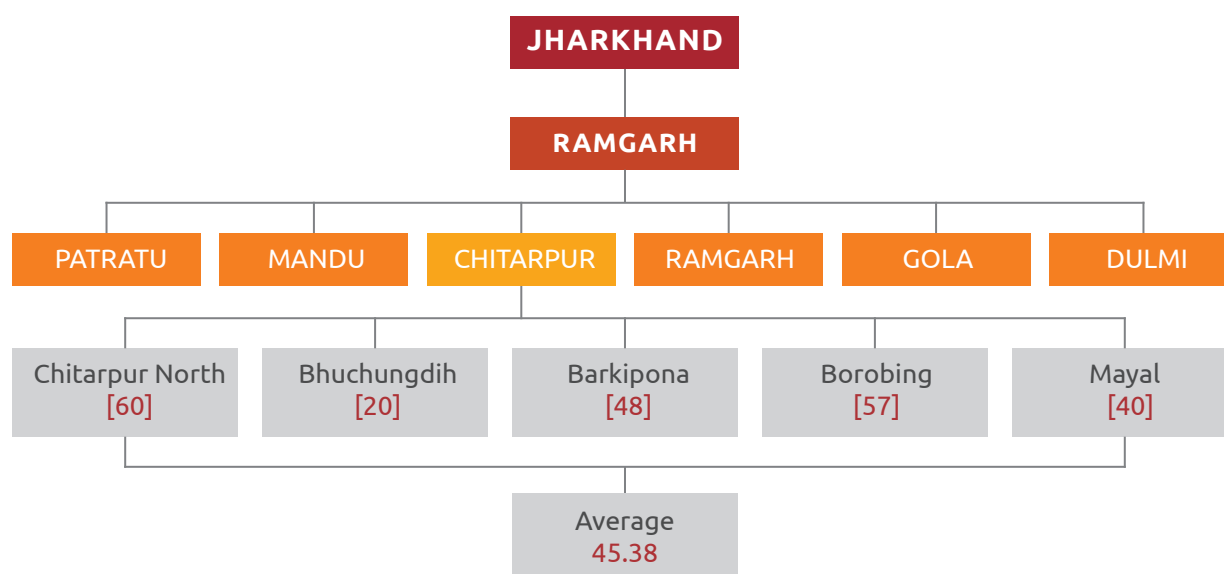 JHARKHAND
RAMGARH
PATRATU
MANDU
CHITARPUR
RAMGARH
GOLA
DULMI
Chitarpur North
[60]
Bhuchungdih
[20]
Barkipona
[48]
Borobing
[57]
Mayal
[40]
Average
45.38